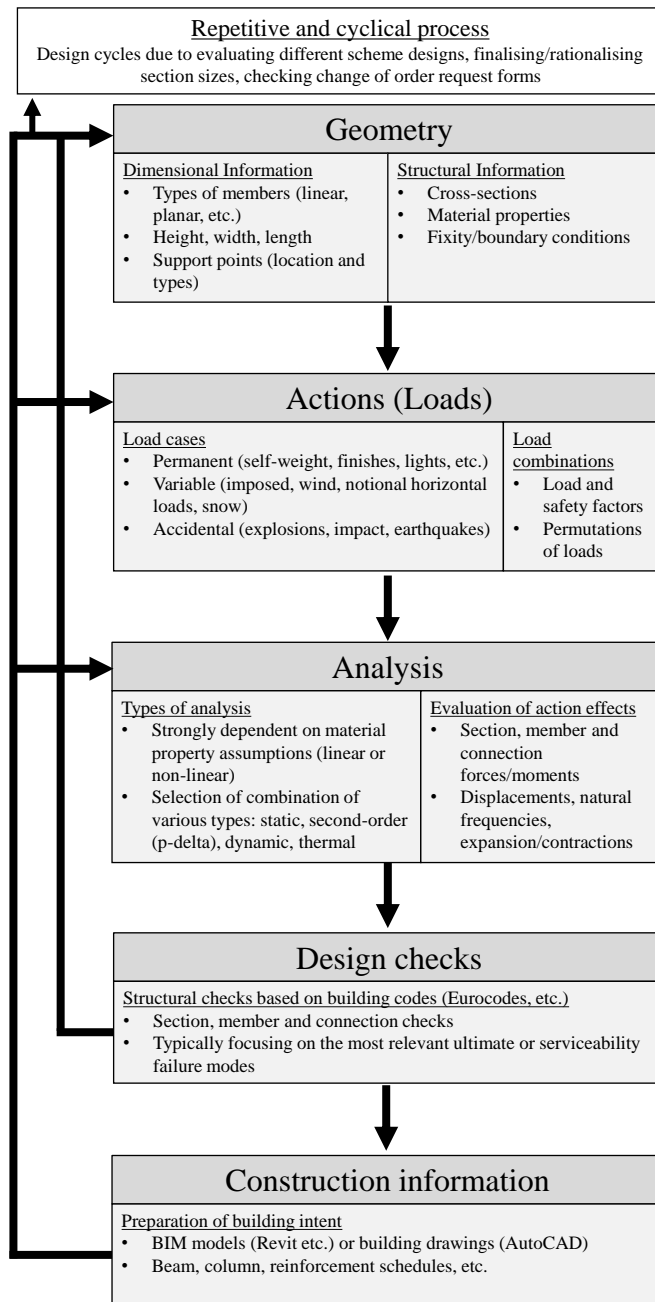 Repetitive and cyclical process
Design cycles due to evaluating different scheme designs, finalising/rationalising
section sizes, checking change of order request forms
Geometry
Dimensional Information
• Types of members (linear,
planar, etc.)
• Height, width, length
• Support points (location and
types)
Structural Information
• Cross-sections
• Material properties
• Fixity/boundary conditions
Actions (Loads)
Load cases
• Permanent (self-weight, finishes, lights, etc.)
• Variable (imposed, wind, notional horizontal
loads, snow)
• Accidental (explosions, impact, earthquakes)
Load
combinations
• Load and
safety factors
• Permutations
of loads
Analysis
Types of analysis
• Strongly dependent on material
property assumptions (linear or
non-linear)
• Selection of combination of
various types: static, second-order
(p-delta), dynamic, thermal
Evaluation of action effects
• Section, member and
connection
forces/moments
• Displacements, natural
frequencies,
expansion/contractions
Design checks
Structural checks based on building codes (Eurocodes, etc.)
• Section, member and connection checks
• Typically focusing on the most relevant ultimate or serviceability
failure modes
Construction information
Preparation of building intent
• BIM models (Revit etc.) or building drawings (AutoCAD)
• Beam, column, reinforcement schedules, etc.